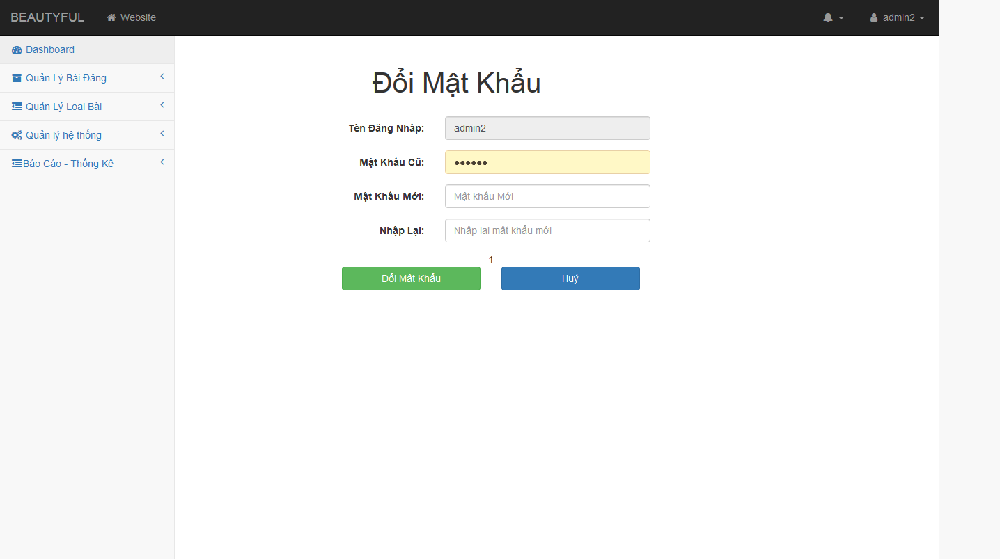 BEAUTYFUL Website admin2
Dashboard
Quản Lý Bài Đăng
Quản Lý Loại Bài
Quản lý hệ thống
Báo Cáo - Thống Kê
Đổi Mật Khẩu
Tên Đăng Nhâp: admin2
Mật Khẩu Cũ: ••••••
Mật Khẩu Mới: Mật khẩu Mới
Nhập Lại: Nhập lại mật khẩu mới
1
Đổi Mật Khẩu Huỷ